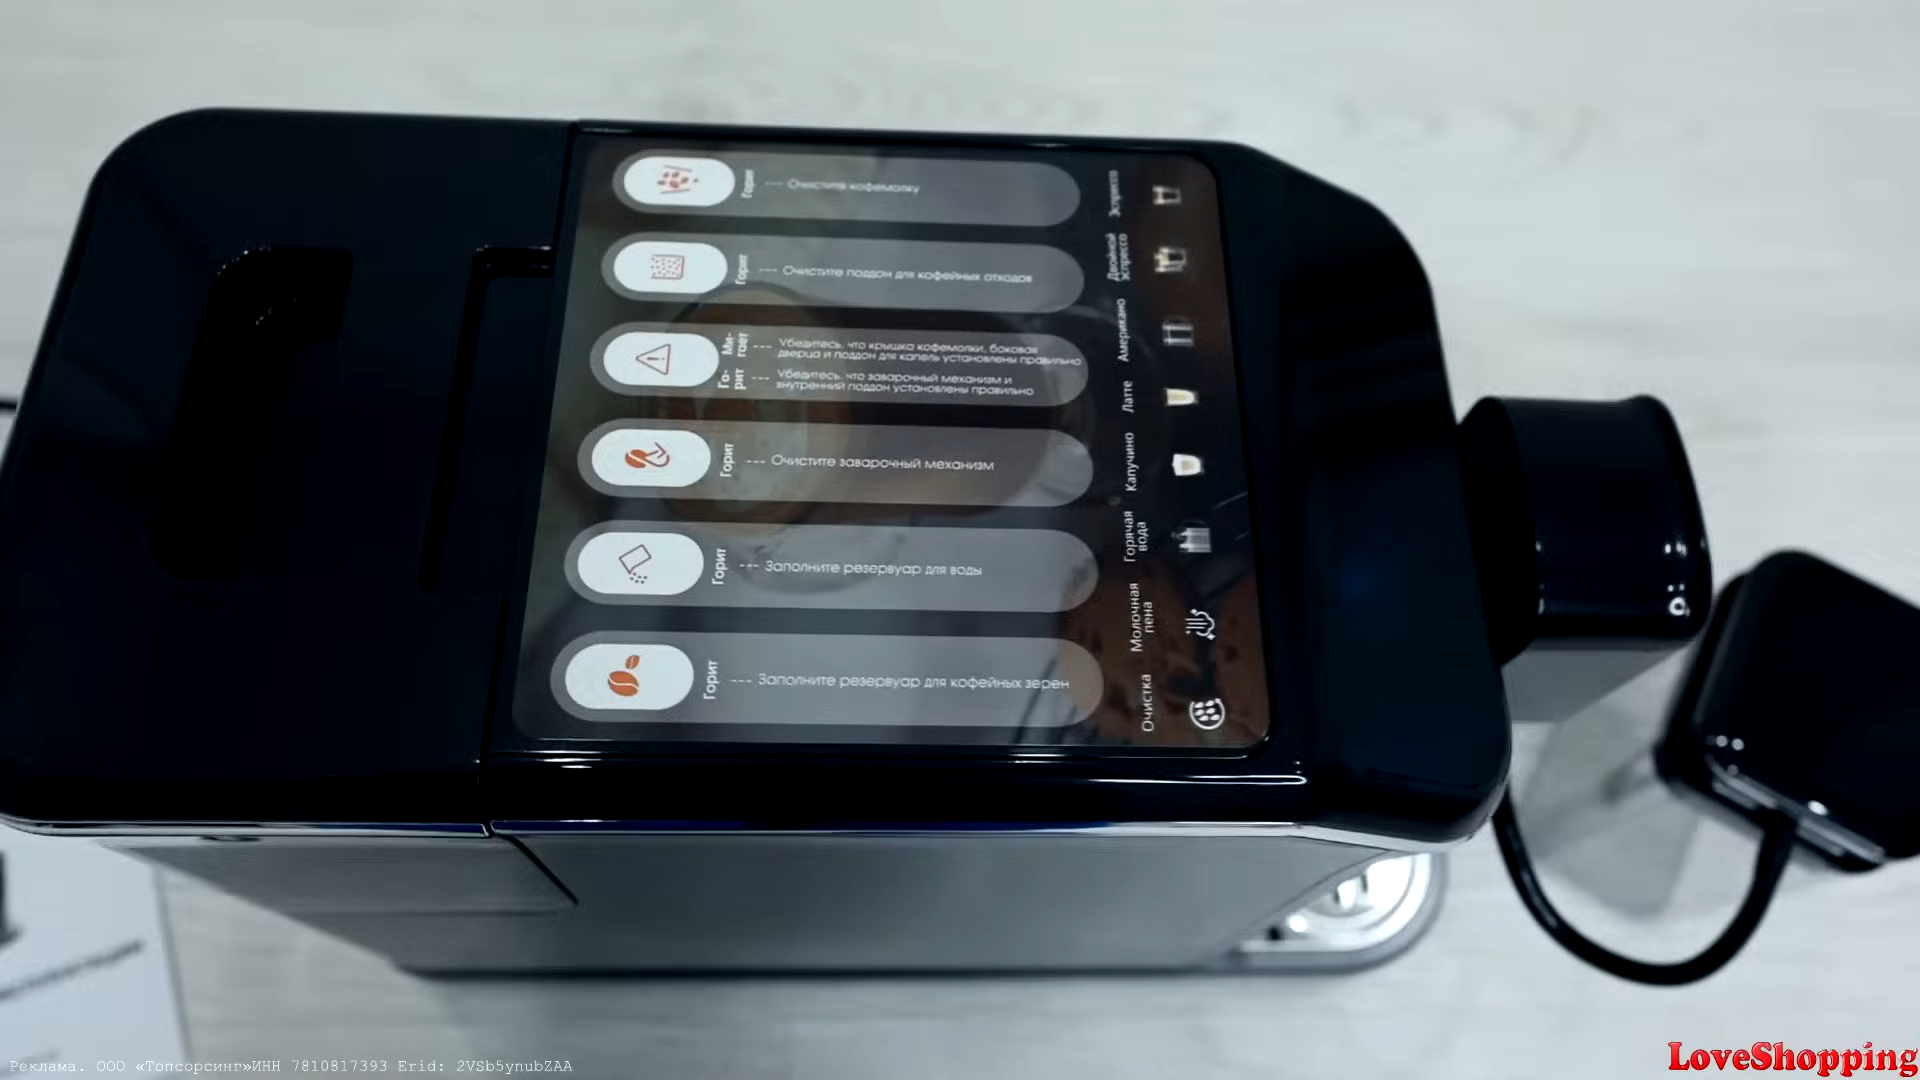 Горит
--- Очистите кофемолку
Горит
--- Очистите поддон для кофейных отходов
Ми-
гает
--- Убедитесь, что крышка кофемолки, боковая
дверца и поддон для капель установлены правильно
Го-
рит
--- Убедитесь, что заварочный механизм и
внутренний поддон установлены правильно
Горит
--- Очистите заварочный механизм
Горит
--- Заполните резервуар для воды
Горит
--- Заполните резервуар для кофейных зерен
Эспрессо
Двойной
эспрессо
Американо
Латте
Капучино
Горячая
вода
Молочная
пена
Очистка
Реклама. ООО «Топсорсинг»ИНН 7810817393 Erid: 2VSb5ynubZAA
LoveShopping